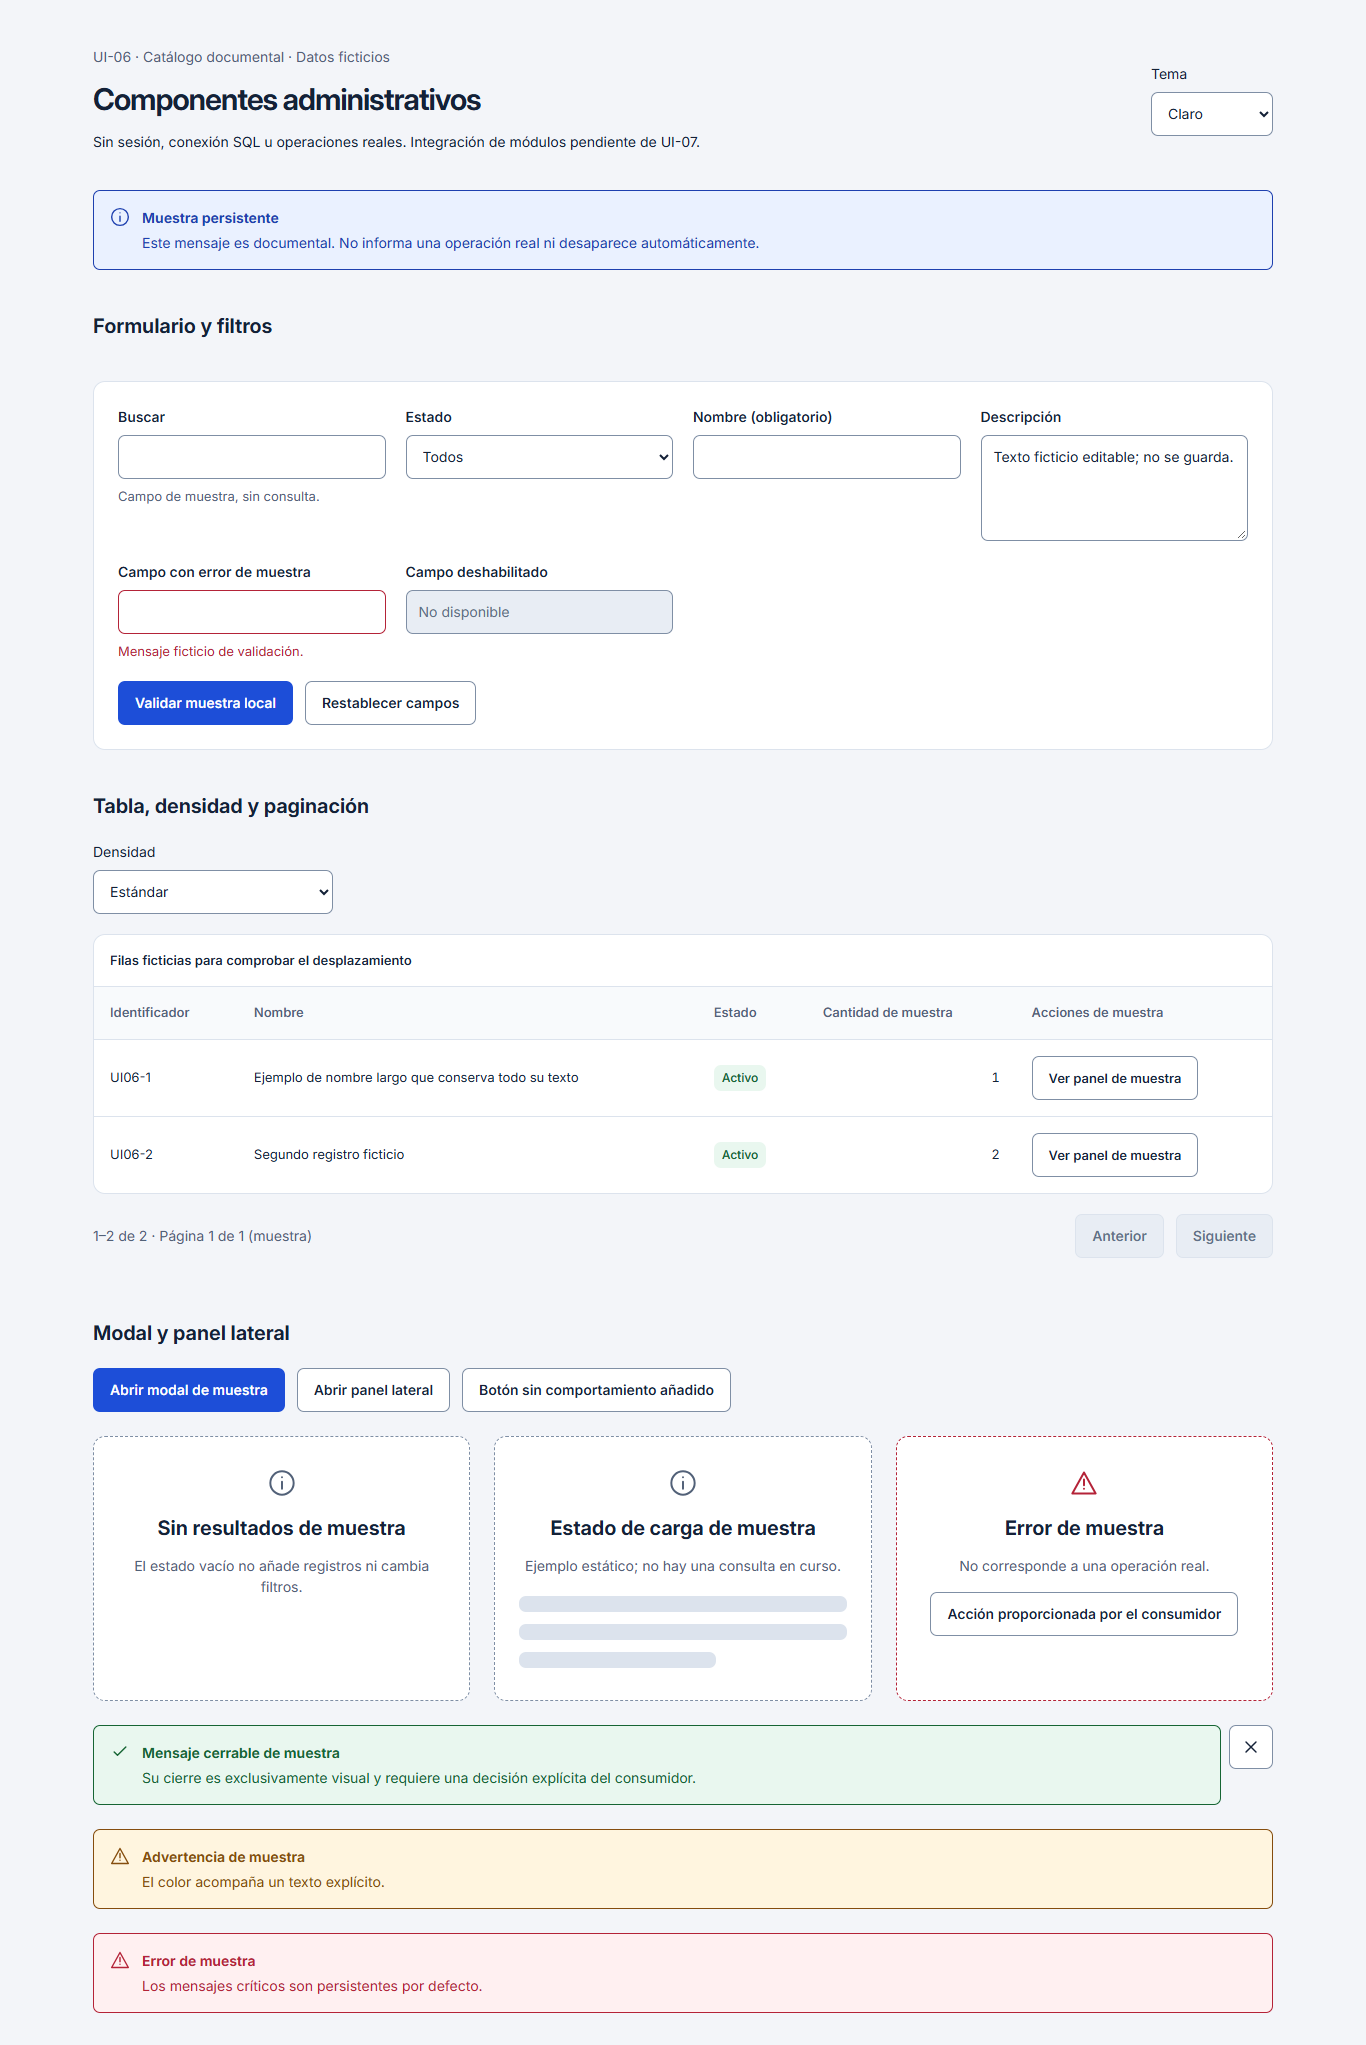 UI-06 · Catálogo documental · Datos ficticios
Componentes administrativos
Sin sesión, conexión SQL u operaciones reales. Integración de módulos pendiente de UI-07.
Tema
Claro
Muestra persistente
Este mensaje es documental. No informa una operación real ni desaparece automáticamente.
Formulario y filtros
Buscar
Campo de muestra, sin consulta.
Estado
Todos
Nombre (obligatorio)
Descripción
Texto ficticio editable; no se guarda.
Campo con error de muestra
Mensaje ficticio de validación.
Campo deshabilitado
No disponible
Validar muestra local
Restablecer campos
Tabla, densidad y paginación
Densidad
Estándar
Filas ficticias para comprobar el desplazamiento
Identificador Nombre Estado Cantidad de muestra Acciones de muestra
UI06-1 Ejemplo de nombre largo que conserva todo su texto Activo 1 Ver panel de muestra
UI06-2 Segundo registro ficticio Activo 2 Ver panel de muestra
1–2 de 2 · Página 1 de 1 (muestra)
Anterior
Siguiente
Modal y panel lateral
Abrir modal de muestra
Abrir panel lateral
Botón sin comportamiento añadido
Sin resultados de muestra
El estado vacío no añade registros ni cambia
filtros.
Estado de carga de muestra
Ejemplo estático; no hay una consulta en curso.
Error de muestra
No corresponde a una operación real.
Acción proporcionada por el consumidor
Mensaje cerrable de muestra
Su cierre es exclusivamente visual y requiere una decisión explícita del consumidor.
Advertencia de muestra
El color acompaña un texto explícito.
Error de muestra
Los mensajes críticos son persistentes por defecto.